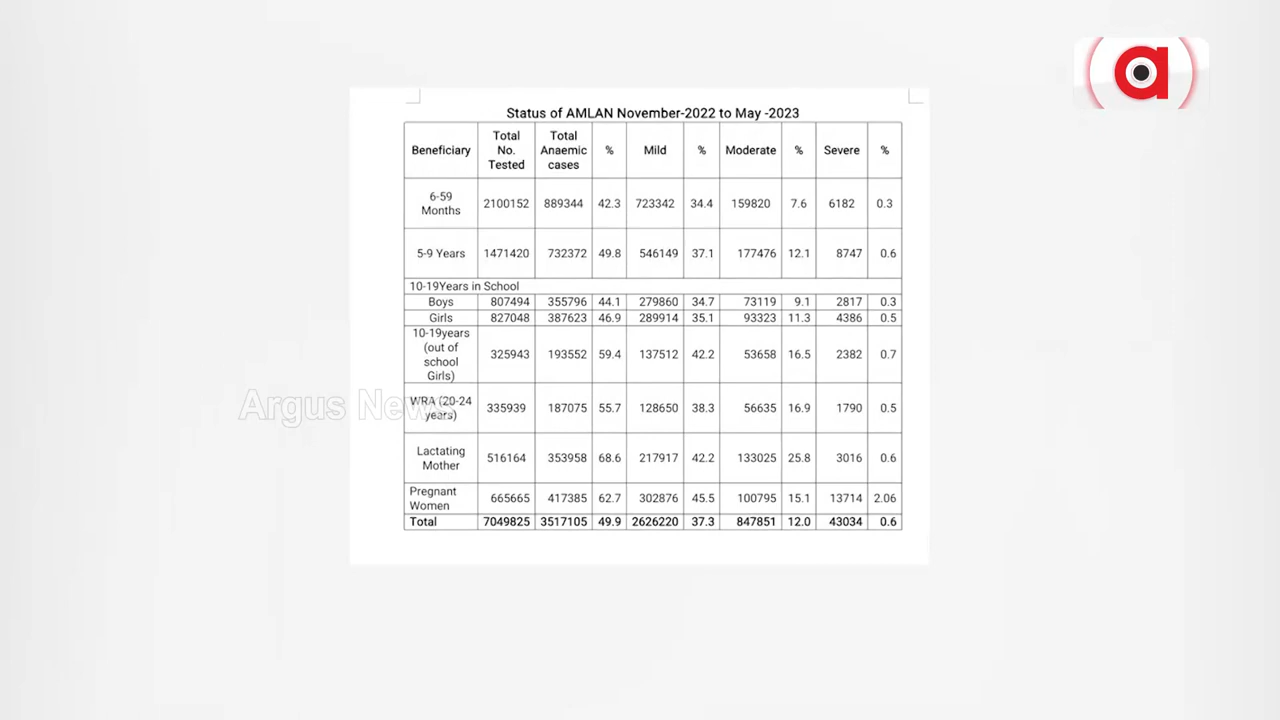 Status of AMLAN November-2022 to May -2023
Beneficiary Total No. Tested Total Anaemic cases % Mild % Moderate % Severe %
6-59 Months 2100152 889344 42.3 723342 34.4 159820 7.6 6182 0.3
5-9 Years 1471420 732372 49.8 546149 37.1 177476 12.1 8747 0.6
10-19Years in School
Boys 807494 355796 44.1 279860 34.7 73119 9.1 2817 0.3
Girls 827048 387623 46.9 289914 35.1 93323 11.3 4386 0.5
10-19years (out of school Girls) 325943 193552 59.4 137512 42.2 53658 16.5 2382 0.7
WRA (20-24 years) 335939 187075 55.7 128650 38.3 56635 16.9 1790 0.5
Lactating Mother 516164 353958 68.6 217917 42.2 133025 25.8 3016 0.6
Pregnant Women 665665 417385 62.7 302876 45.5 100795 15.1 13714 2.06
Total 7049825 3517105 49.9 2626220 37.3 847851 12.0 43034 0.6
Argus News
a